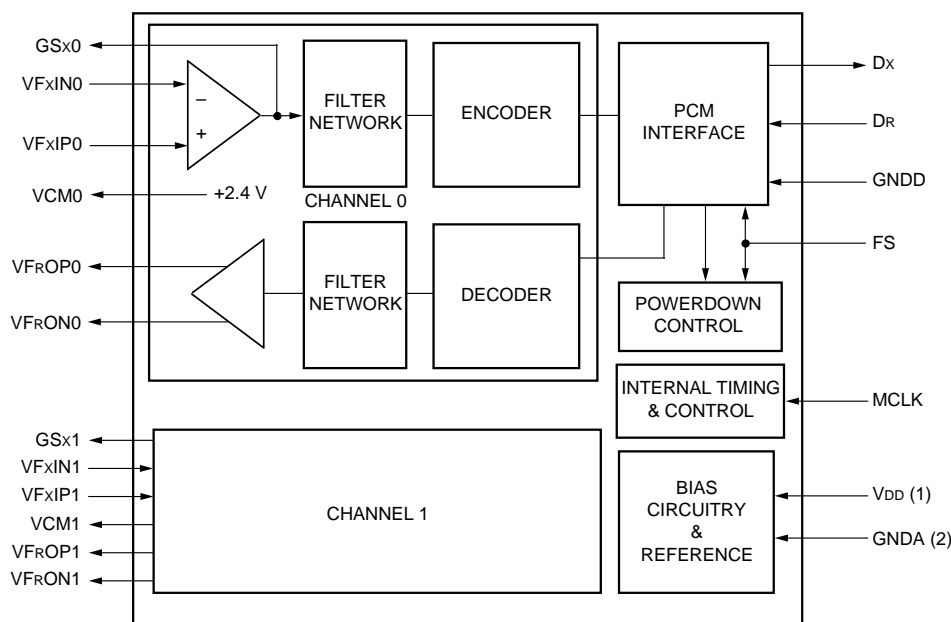 GSx0
VFxIN0
VFxIP0
VCM0
+2.4 V
VFROP0
VFRON0
−
+
FILTER
NETWORK
ENCODER
CHANNEL 0
FILTER
NETWORK
DECODER
PCM
INTERFACE
POWERDOWN
CONTROL
INTERNAL TIMING
& CONTROL
BIAS
CIRCUITRY
&
REFERENCE
DX
DR
GNDD
FS
MCLK
VDD (1)
GNDA (2)
GSx1
VFxIN1
VFxIP1
VCM1
VFROP1
VFRON1
CHANNEL 1